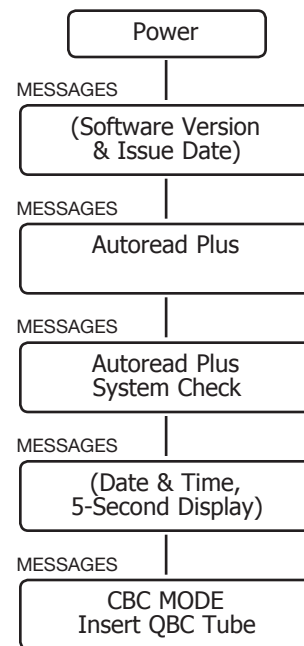 Power
MESSAGES
(Software Version
& Issue Date)
MESSAGES
Autoread Plus
MESSAGES
Autoread Plus
System Check
MESSAGES
(Date & Time,
5-Second Display)
MESSAGES
CBC MODE
Insert QBC Tube